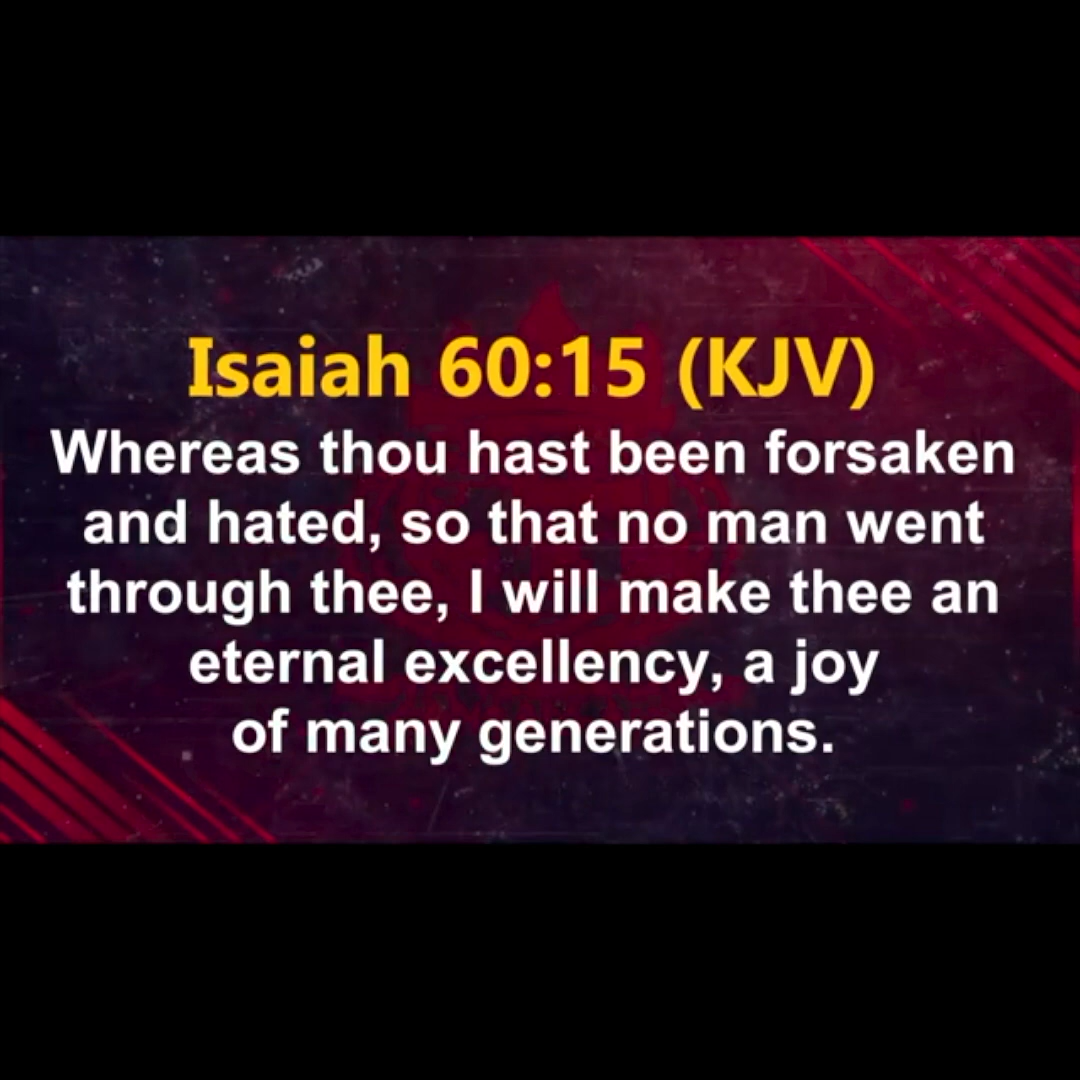 Isaiah 60:15 (KJV)
Whereas thou hast been forsaken
and hated, so that no man went
through thee, I will make thee an
eternal excellency, a joy
of many generations.